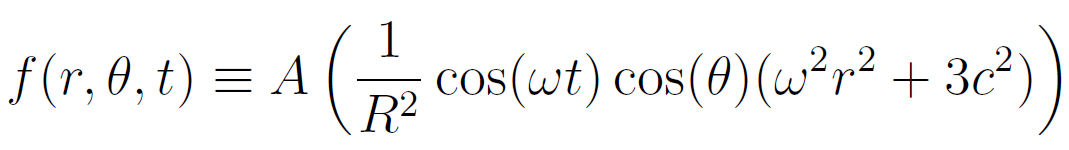 f(r, θ, t) ≡ A ( 1/R² cos(ωt) cos(θ)(ω²r² + 3c²) )